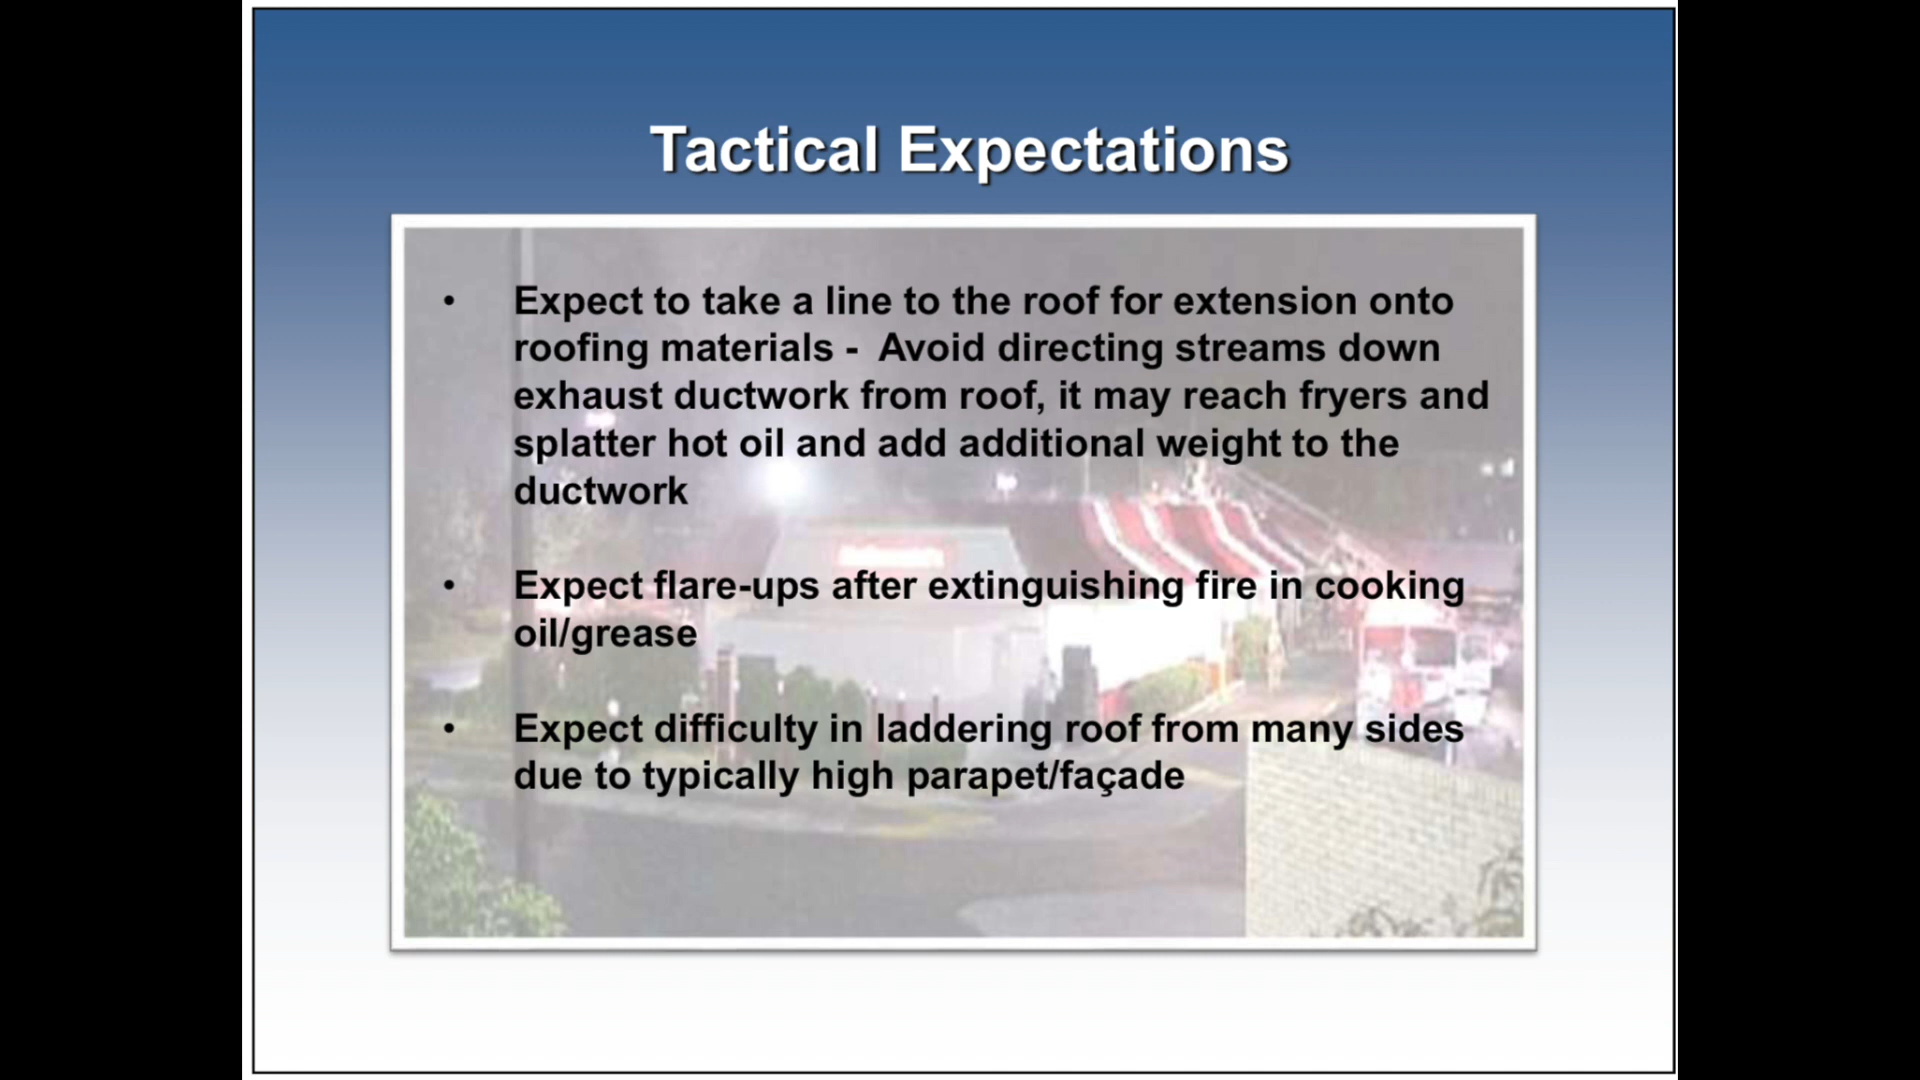 Tactical Expectations
• Expect to take a line to the roof for extension onto
roofing materials - Avoid directing streams down
exhaust ductwork from roof, it may reach fryers and
splatter hot oil and add additional weight to the
ductwork
• Expect flare-ups after extinguishing fire in cooking
oil/grease
• Expect difficulty in laddering roof from many sides
due to typically high parapet/façade